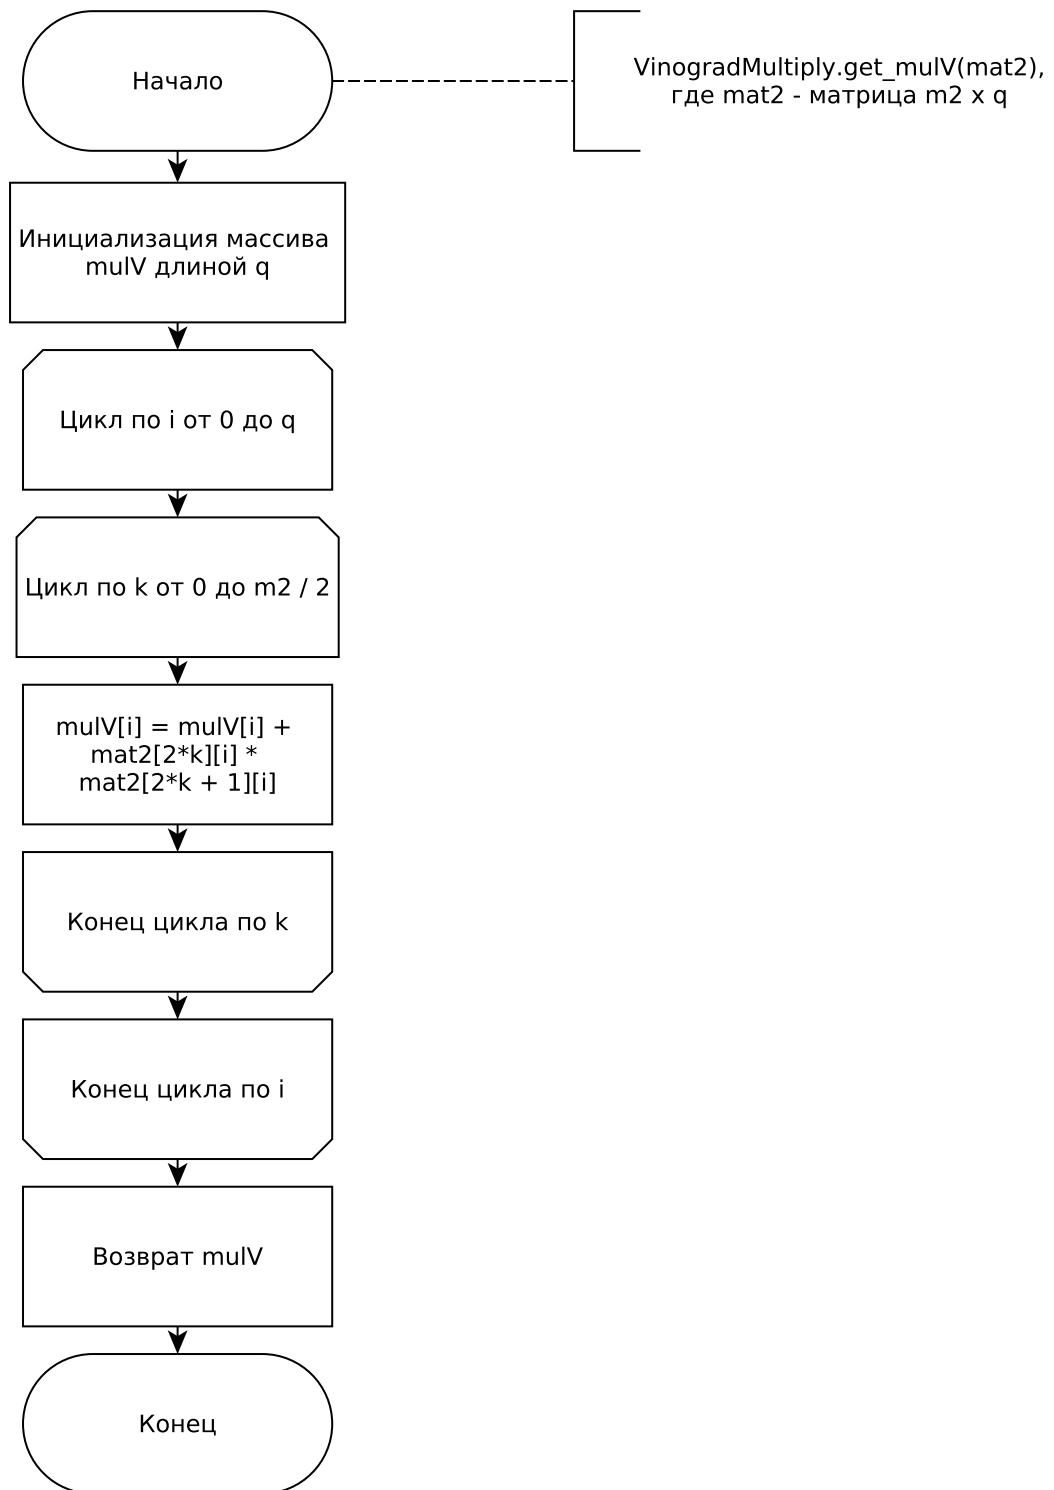 Начало
VinogradMultiply.get_mulV(mat2),
где mat2 - матрица m2 x q
Инициализация массива
mulV длиной q
Цикл по i от 0 до q
Цикл по k от 0 до m2 / 2
mulV[i] = mulV[i] +
mat2[2*k][i] *
mat2[2*k + 1][i]
Конец цикла по k
Конец цикла по i
Возврат mulV
Конец